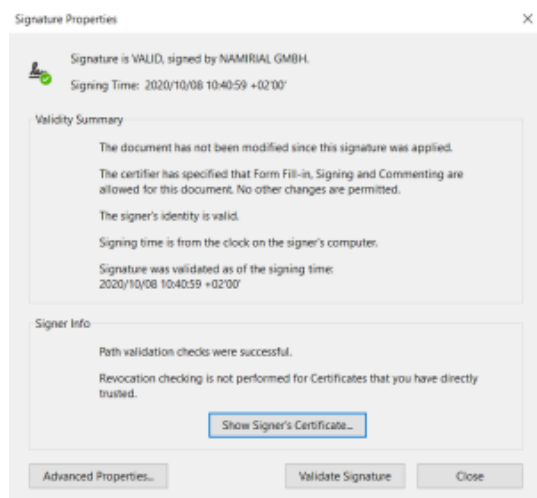 Signature Properties
Signature is VALID, signed by NAMIRIAL GMBH.
Signing Time: 2020/10/08 10:40:59 +02'00'
Validity Summary
The document has not been modified since this signature was applied.
The certifier has specified that Form Fill-in, Signing and Commenting are
allowed for this document. No other changes are permitted.
The signer's identity is valid.
Signing time is from the clock on the signer's computer.
Signature was validated as of the signing time:
2020/10/08 10:40:59 +02'00'
Signer Info
Path validation checks were successful.
Revocation checking is not performed for Certificates that you have directly
trusted.
Show Signer's Certificate...
Advanced Properties...
Validate Signature
Close